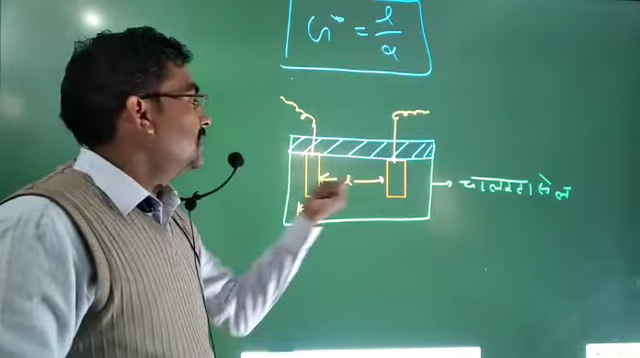 G* = l/a
l
चालकता सेल